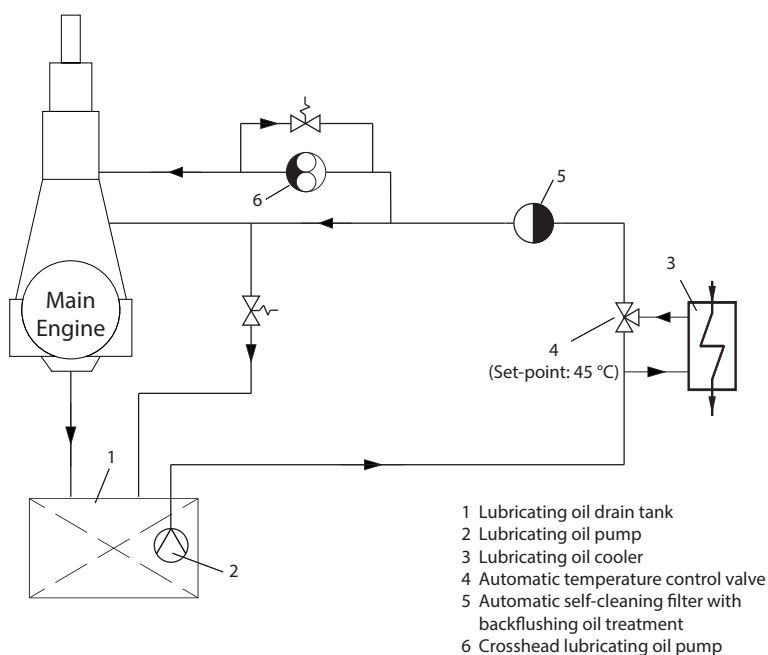 6
5
3
Main
Engine
4
(Set-point: 45 °C)
1
2
1 Lubricating oil drain tank
2 Lubricating oil pump
3 Lubricating oil cooler
4 Automatic temperature control valve
5 Automatic self-cleaning filter with
backflushing oil treatment
6 Crosshead lubricating oil pump